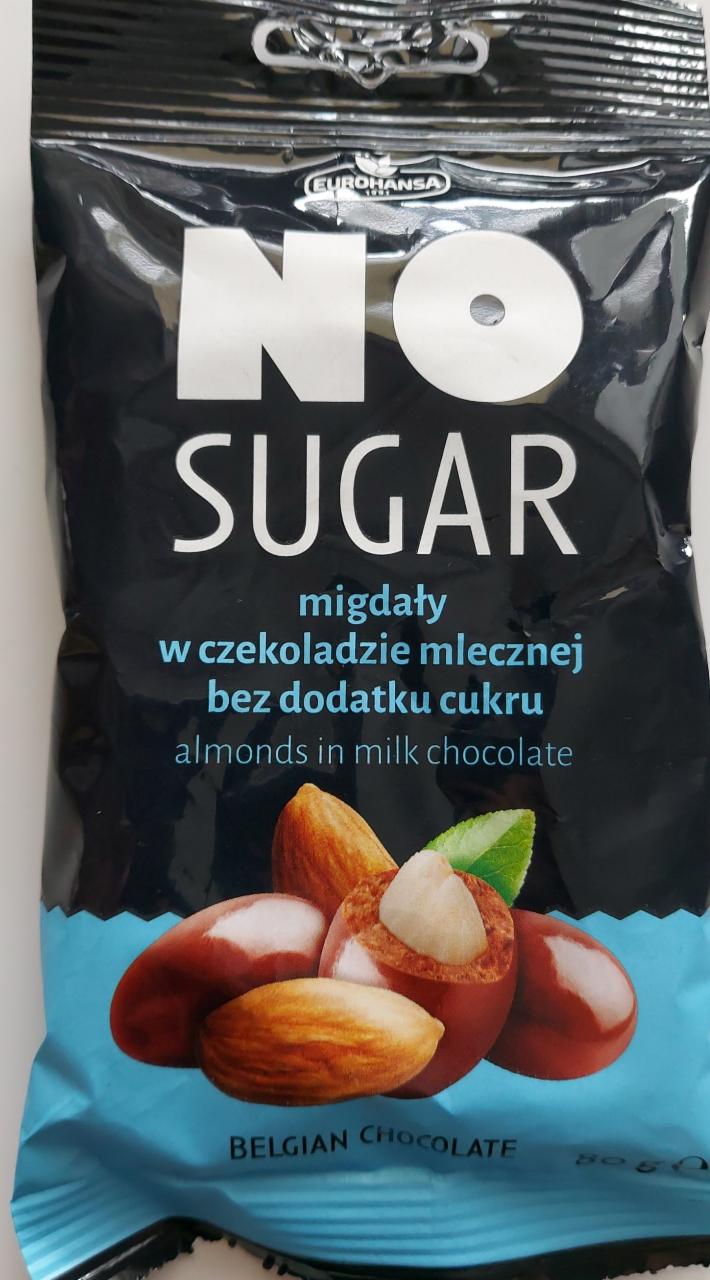 EUROHANSA
NO
SUGAR
migdały
w czekoladzie mlecznej
bez dodatku cukru
almonds in milk chocolate
BELGIAN CHOCOLATE
80 g